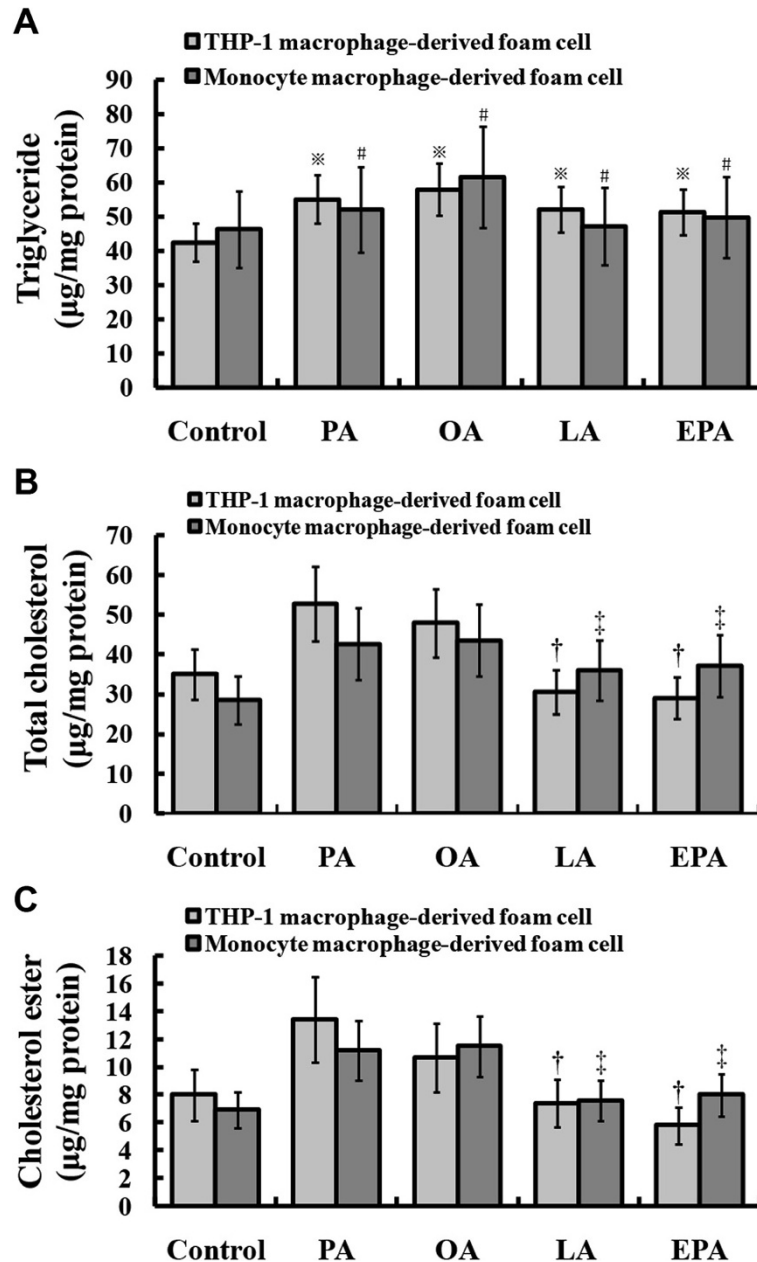 A
THP-1 macrophage-derived foam cell
Monocyte macrophage-derived foam cell
Triglyceride
(µg/mg protein)
90
80
70
60
50
40
30
20
10
0
※ # ※ # ※ # ※ #
Control PA OA LA EPA
B
THP-1 macrophage-derived foam cell
Monocyte macrophage-derived foam cell
Total cholesterol
(µg/mg protein)
70
60
50
40
30
20
10
0
† ‡ † ‡
Control PA OA LA EPA
C
THP-1 macrophage-derived foam cell
Monocyte macrophage-derived foam cell
Cholesterol ester
(µg/mg protein)
18
16
14
12
10
8
6
4
2
0
† ‡ † ‡
Control PA OA LA EPA